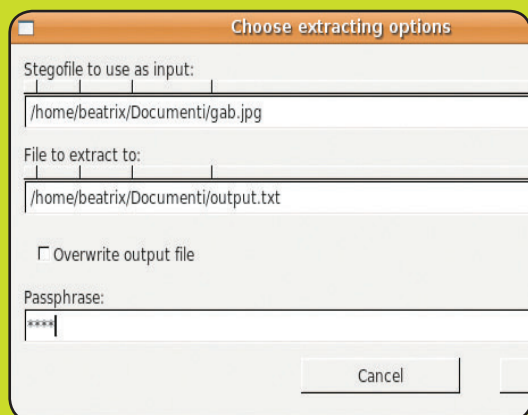 Choose extracting options
Stegofile to use as input:
/home/beatrix/Documenti/gab.jpg
File to extract to:
/home/beatrix/Documenti/output.txt
Overwrite output file
Passphrase:
****
Cancel